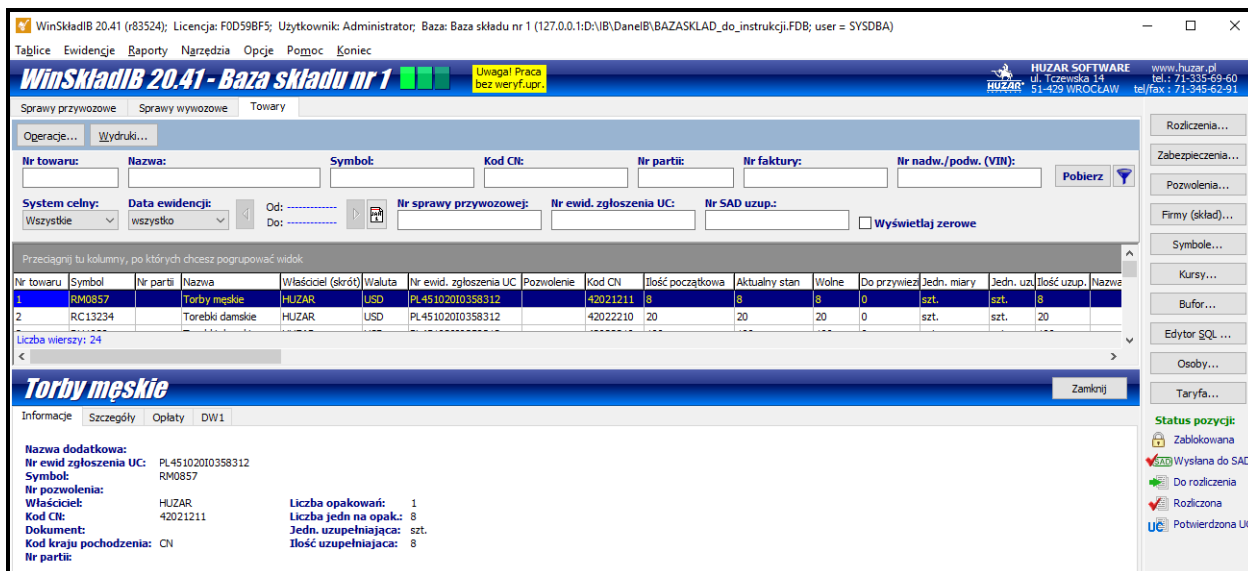 WinSkładIB 20.41 (r83524); Licencja: F0D59BF5; Użytkownik: Administrator; Baza: Baza składu nr 1 (127.0.0.1:D:\IB\DaneIB\BAZASKLAD_do_instrukcji.FDB; user = SYSDBA)
Tablice Ewidencje Raporty Narzędzia Opcje Pomoc Koniec
WinSkładIB 20.41 - Baza składu nr 1
Uwaga! Praca
bez weryf.upr.
HUZAR
HUZAR SOFTWARE
ul. Tczewska 14
51-429 WROCŁAW
www.huzar.pl
tel.: 71-335-69-60
tel/fax : 71-345-62-91
Sprawy przywozowe Sprawy wywozowe Towary
Operacje... Wydruki...
Nr towaru: Nazwa: Symbol: Kod CN: Nr partii: Nr faktury: Nr nadw./podw. (VIN):
Pobierz
System celny: Data ewidencji: Od: ------------- Nr sprawy przywozowej: Nr ewid. zgłoszenia UC: Nr SAD uzup.:
Wszystkie wszystko Do: ------------- Wyświetlaj zerowe
Przeciągnij tu kolumny, po których chcesz pogrupować widok
Nr towaru Symbol Nr partii Nazwa Właściciel (skrót) Waluta Nr ewid. zgłoszenia UC Pozwolenie Kod CN Ilość początkowa Aktualny stan Wolne Do przywiezi Jedn. miary Jedn. uzu Ilość uzup. Nazwa
1 RM0857 Torby męskie HUZAR USD PL451020I0358312 42021211 8 8 8 0 szt. szt. 8
2 RC13234 Torebki damskie HUZAR USD PL451020I0358312 42022210 20 20 20 0 szt. szt. 20
Liczba wierszy: 24
Torby męskie
Zamknij
Informacje Szczegóły Opłaty DW1
Nazwa dodatkowa:
Nr ewid zgłoszenia UC: PL451020I0358312
Symbol: RM0857
Nr pozwolenia:
Właściciel: HUZAR Liczba opakowań: 1
Kod CN: 42021211 Liczba jedn na opak.: 8
Dokument: Jedn. uzupełniająca: szt.
Kod kraju pochodzenia: CN Ilość uzupełniajaca: 8
Nr partii:
Rozliczenia...
Zabezpieczenia...
Pozwolenia...
Firmy (skład)...
Symbole...
Kursy...
Bufor...
Edytor SQL ...
Osoby...
Taryfa...
Status pozycji:
Zablokowana
SAD Wysłana do SAD
Do rozliczenia
Rozliczona
UC Potwierdzona U